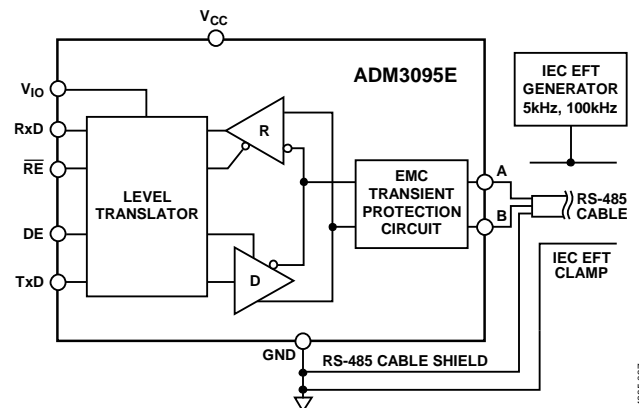 VCC
ADM3095E
IEC EFT
GENERATOR
5kHz, 100kHz
VIO
RxD
RE
DE
TxD
LEVEL
TRANSLATOR
R
D
EMC
TRANSIENT
PROTECTION
CIRCUIT
A
B
RS-485
CABLE
IEC EFT
CLAMP
GND
RS-485 CABLE SHIELD